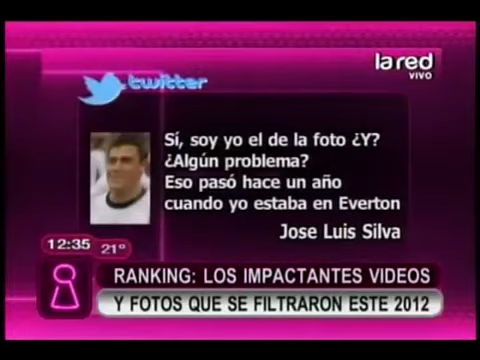 la red
vivo
twitter
Sí, soy yo el de la foto ¿Y?
¿Algún problema?
Eso pasó hace un año
cuando yo estaba en Everton
Jose Luis Silva
12:35 21°
RANKING: LOS IMPACTANTES VIDEOS
Y FOTOS QUE SE FILTRARON ESTE 2012